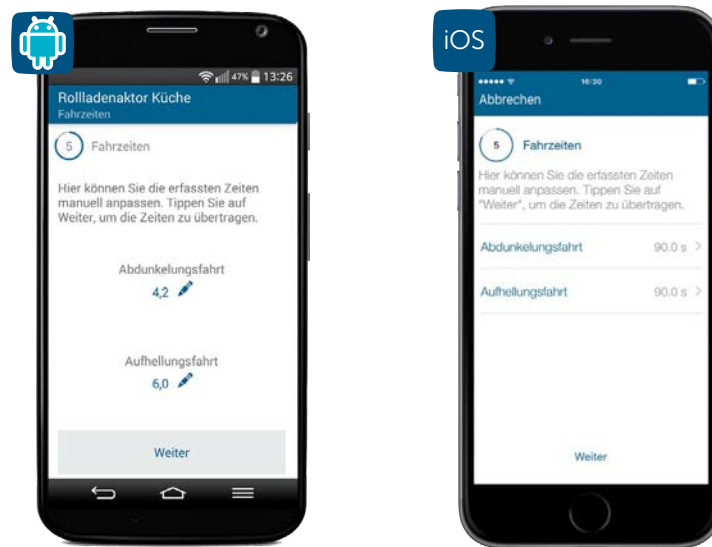 47% 13:26
Rollladenaktor Küche
Fahrzeiten
5 Fahrzeiten
Hier können Sie die erfassten Zeiten
manuell anpassen. Tippen Sie auf
Weiter, um die Zeiten zu übertragen.
Abdunkelungsfahrt
4,2
Aufhellungsfahrt
6,0
Weiter
iOS
16:30
Abbrechen
5 Fahrzeiten
Hier können Sie die erfassten Zeiten
manuell anpassen. Tippen Sie auf
"Weiter", um die Zeiten zu übertragen.
Abdunkelungsfahrt 90.0 s >
Aufhellungsfahrt 90.0 s >
Weiter